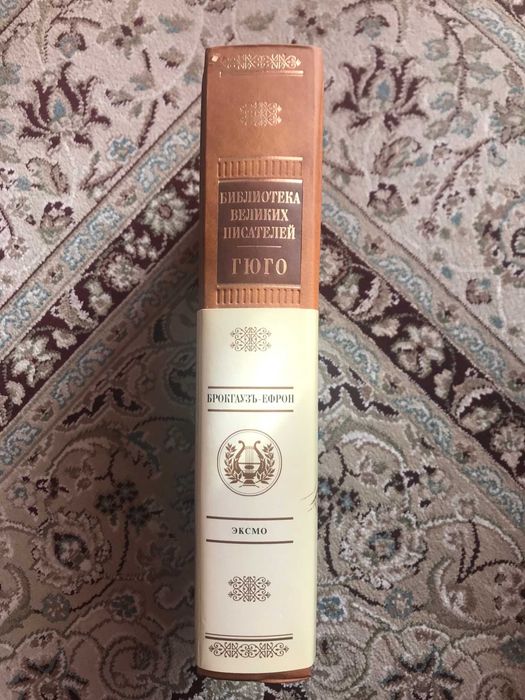 БИБЛИОТЕКА
ВЕЛИКИХ
ПИСАТЕЛЕЙ
ГЮГО
БРОКГАУЗЪ-ЕФРОН
ЭКСМО